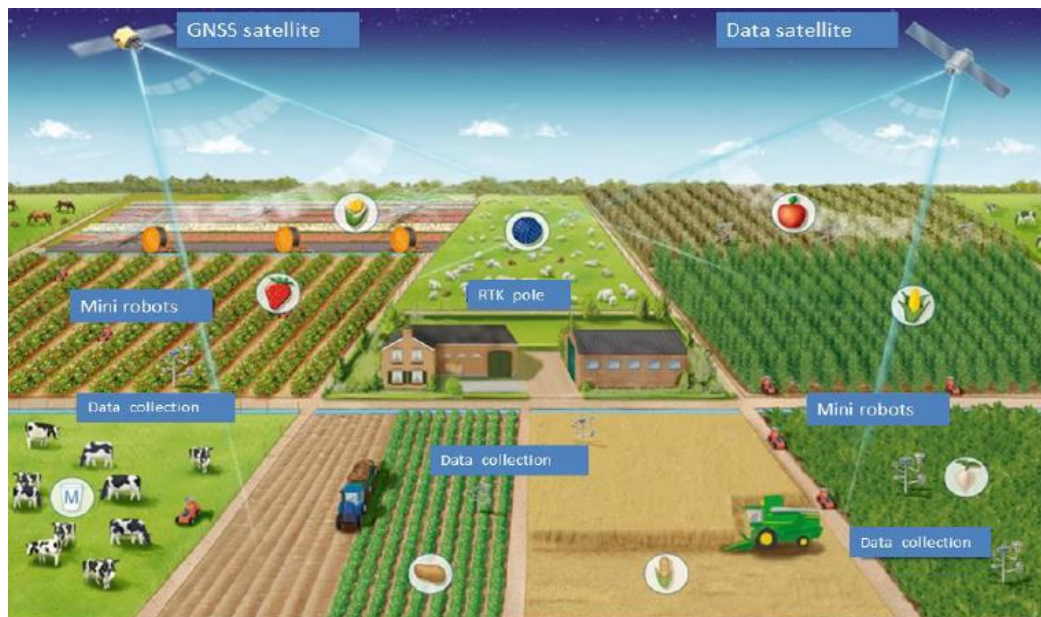 GNSS satellite
Data satellite
RTK pole
Mini robots
Data collection
Mini robots
Data collection
M
Data collection